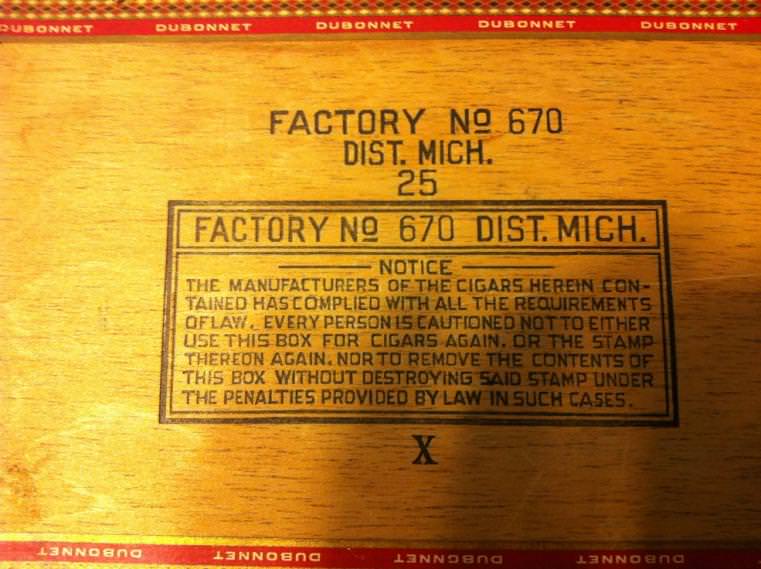 DUBONNET DUBONNET DUBONNET DUBONNET DUBONNET
FACTORY Nº 670
DIST. MICH.
25
FACTORY Nº 670 DIST. MICH.
NOTICE
THE MANUFACTURERS OF THE CIGARS HEREIN CON-
TAINED HAS COMPLIED WITH ALL THE REQUIREMENTS
OF LAW. EVERY PERSON IS CAUTIONED NOT TO EITHER
USE THIS BOX FOR CIGARS AGAIN. OR THE STAMP
THEREON AGAIN. NOR TO REMOVE THE CONTENTS OF
THIS BOX WITHOUT DESTROYING SAID STAMP UNDER
THE PENALTIES PROVIDED BY LAW IN SUCH CASES.
X
DUBONNET DUBONNET DUBONNET DUBONNET